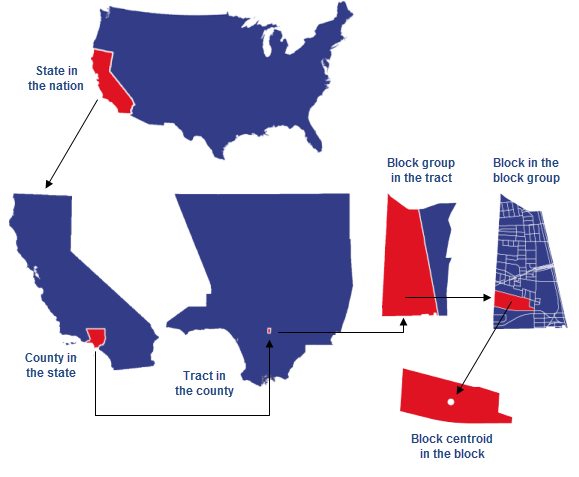 State in
the nation
Block group
in the tract
Block in the
block group
County in
the state
Tract in
the county
Block centroid
in the block